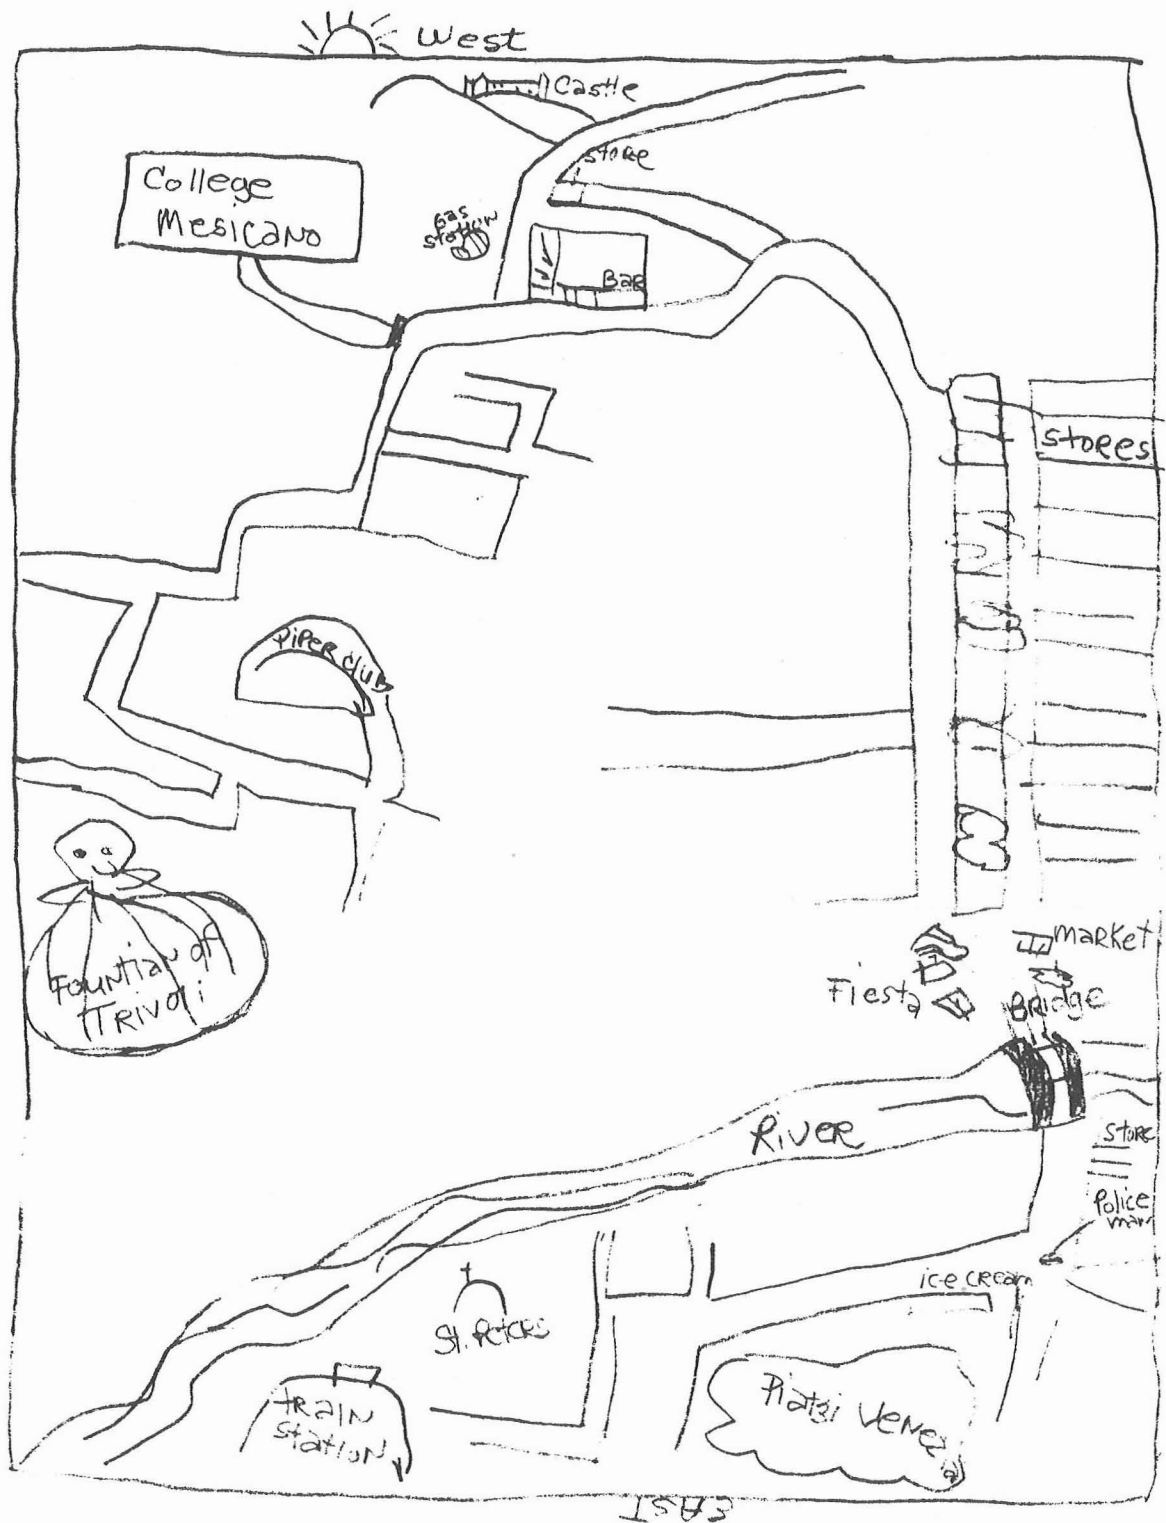 West
Castle
STORE
College
Mesicano
Gas
Station
BAR
STORES
PiPER club
Fountian of
TRivoli
MARKET
Fiesta
BRidge
RiVER
STORE
Police
man
ice cream
St. PeteRs
Piatzi Venezia
tRaiN
StatioN
EAST